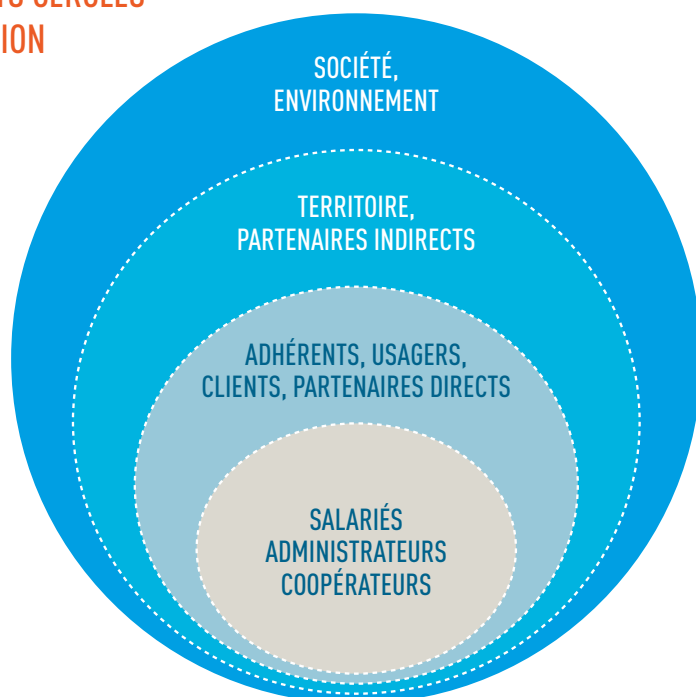 ION
SOCIÉTÉ,
ENVIRONNEMENT
TERRITOIRE,
PARTENAIRES INDIRECTS
ADHÉRENTS, USAGERS,
CLIENTS, PARTENAIRES DIRECTS
SALARIÉS
ADMINISTRATEURS
COOPÉRATEURS